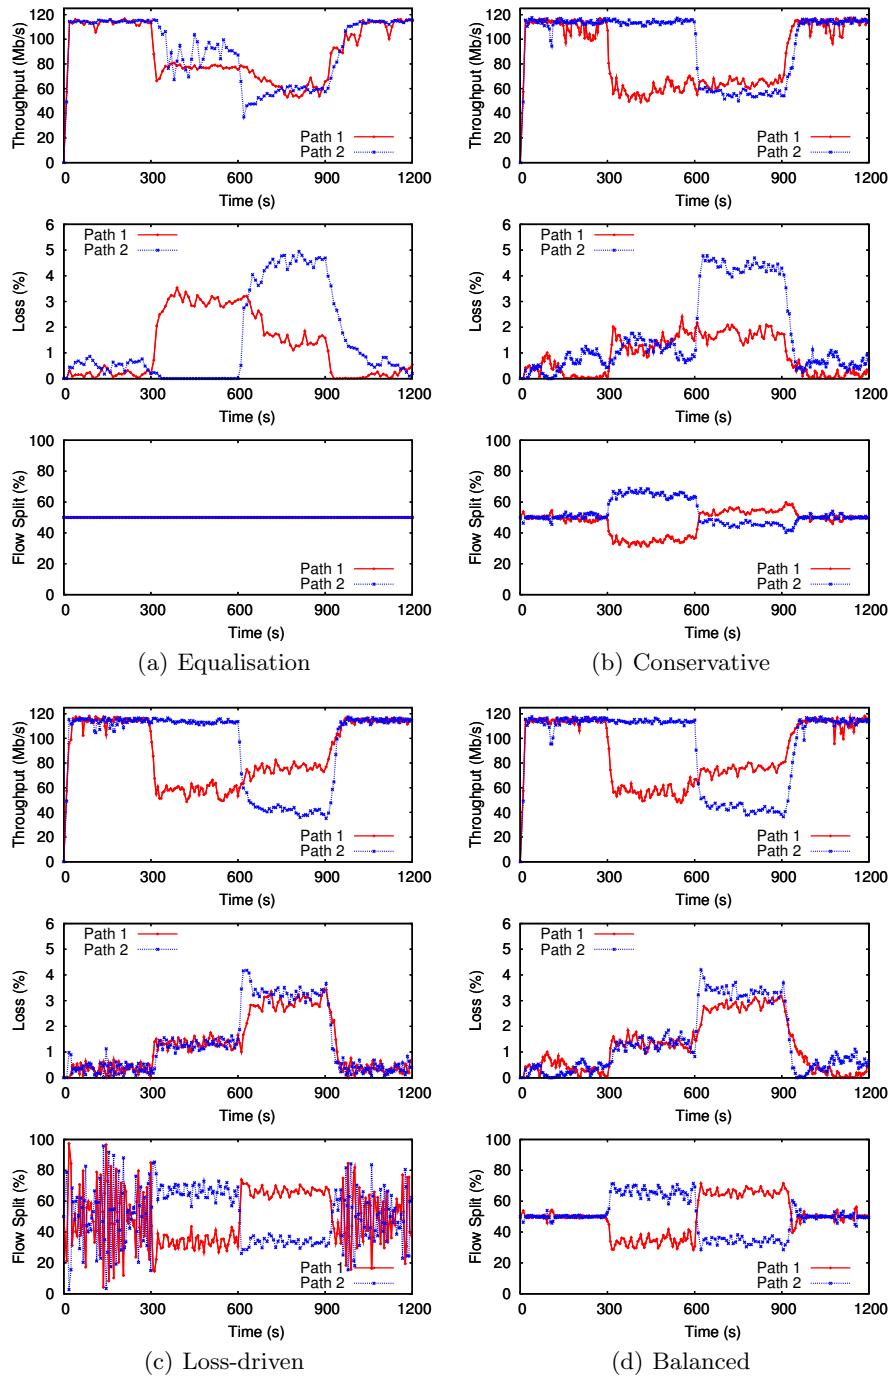 Throughput (Mb/s)
120
100
80
60
40
20
0
Path 1
Path 2
0 300 600 900 1200
Time (s)
Throughput (Mb/s)
120
100
80
60
40
20
0
Path 1
Path 2
0 300 600 900 1200
Time (s)
Loss (%)
6
5
4
3
2
1
0
Path 1
Path 2
0 300 600 900 1200
Time (s)
Loss (%)
6
5
4
3
2
1
0
Path 1
Path 2
0 300 600 900 1200
Time (s)
Flow Split (%)
100
80
60
40
20
0
Path 1
Path 2
0 300 600 900 1200
Time (s)
Flow Split (%)
100
80
60
40
20
0
Path 1
Path 2
0 300 600 900 1200
Time (s)
(a) Equalisation
(b) Conservative
Throughput (Mb/s)
120
100
80
60
40
20
0
Path 1
Path 2
0 300 600 900 1200
Time (s)
Throughput (Mb/s)
120
100
80
60
40
20
0
Path 1
Path 2
0 300 600 900 1200
Time (s)
Loss (%)
6
5
4
3
2
1
0
Path 1
Path 2
0 300 600 900 1200
Time (s)
Loss (%)
6
5
4
3
2
1
0
Path 1
Path 2
0 300 600 900 1200
Time (s)
Flow Split (%)
100
80
60
40
20
0
Path 1
Path 2
0 300 600 900 1200
Time (s)
Flow Split (%)
100
80
60
40
20
0
Path 1
Path 2
0 300 600 900 1200
Time (s)
(c) Loss-driven
(d) Balanced